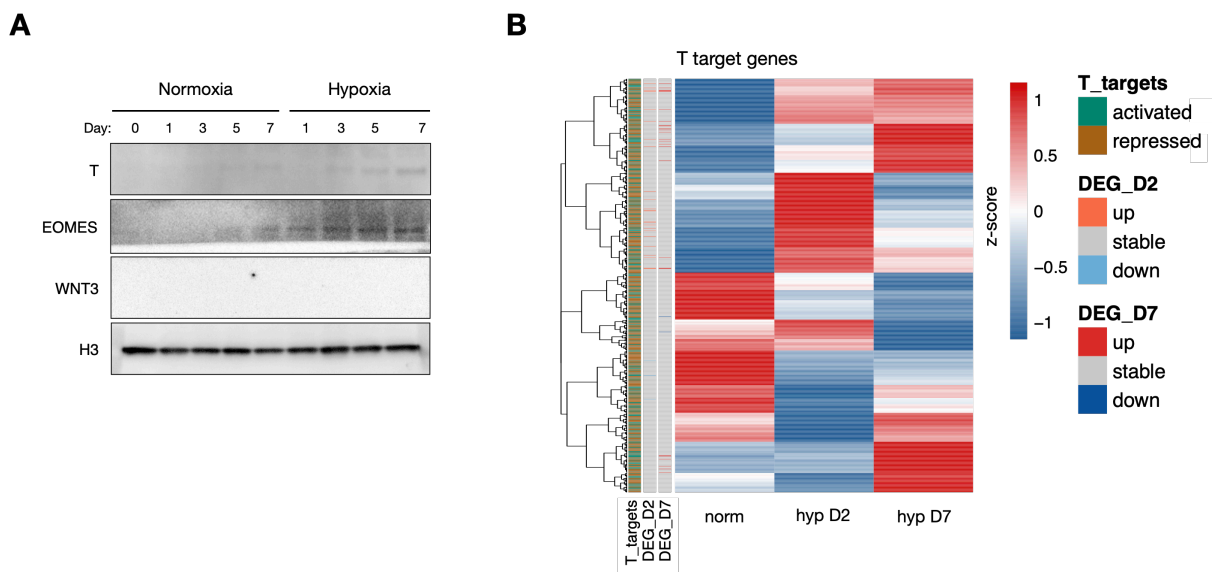 A
Normoxia
Hypoxia
Day: 0 1 3 5 7 1 3 5 7
T
EOMES
WNT3
H3
B
T target genes
T_targets
DEG_D2
DEG_D7
norm
hyp D2
hyp D7
1
0.5
0
−0.5
−1
z-score
T_targets
activated
repressed
DEG_D2
up
stable
down
DEG_D7
up
stable
down